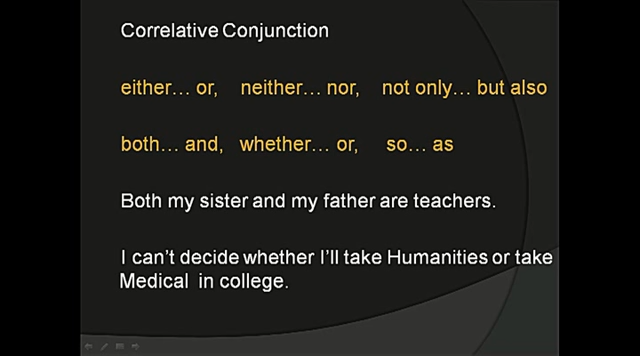 Correlative Conjunction
either… or, neither… nor, not only… but also
both… and, whether… or, so… as
Both my sister and my father are teachers.
I can’t decide whether I’ll take Humanities or take
Medical in college.